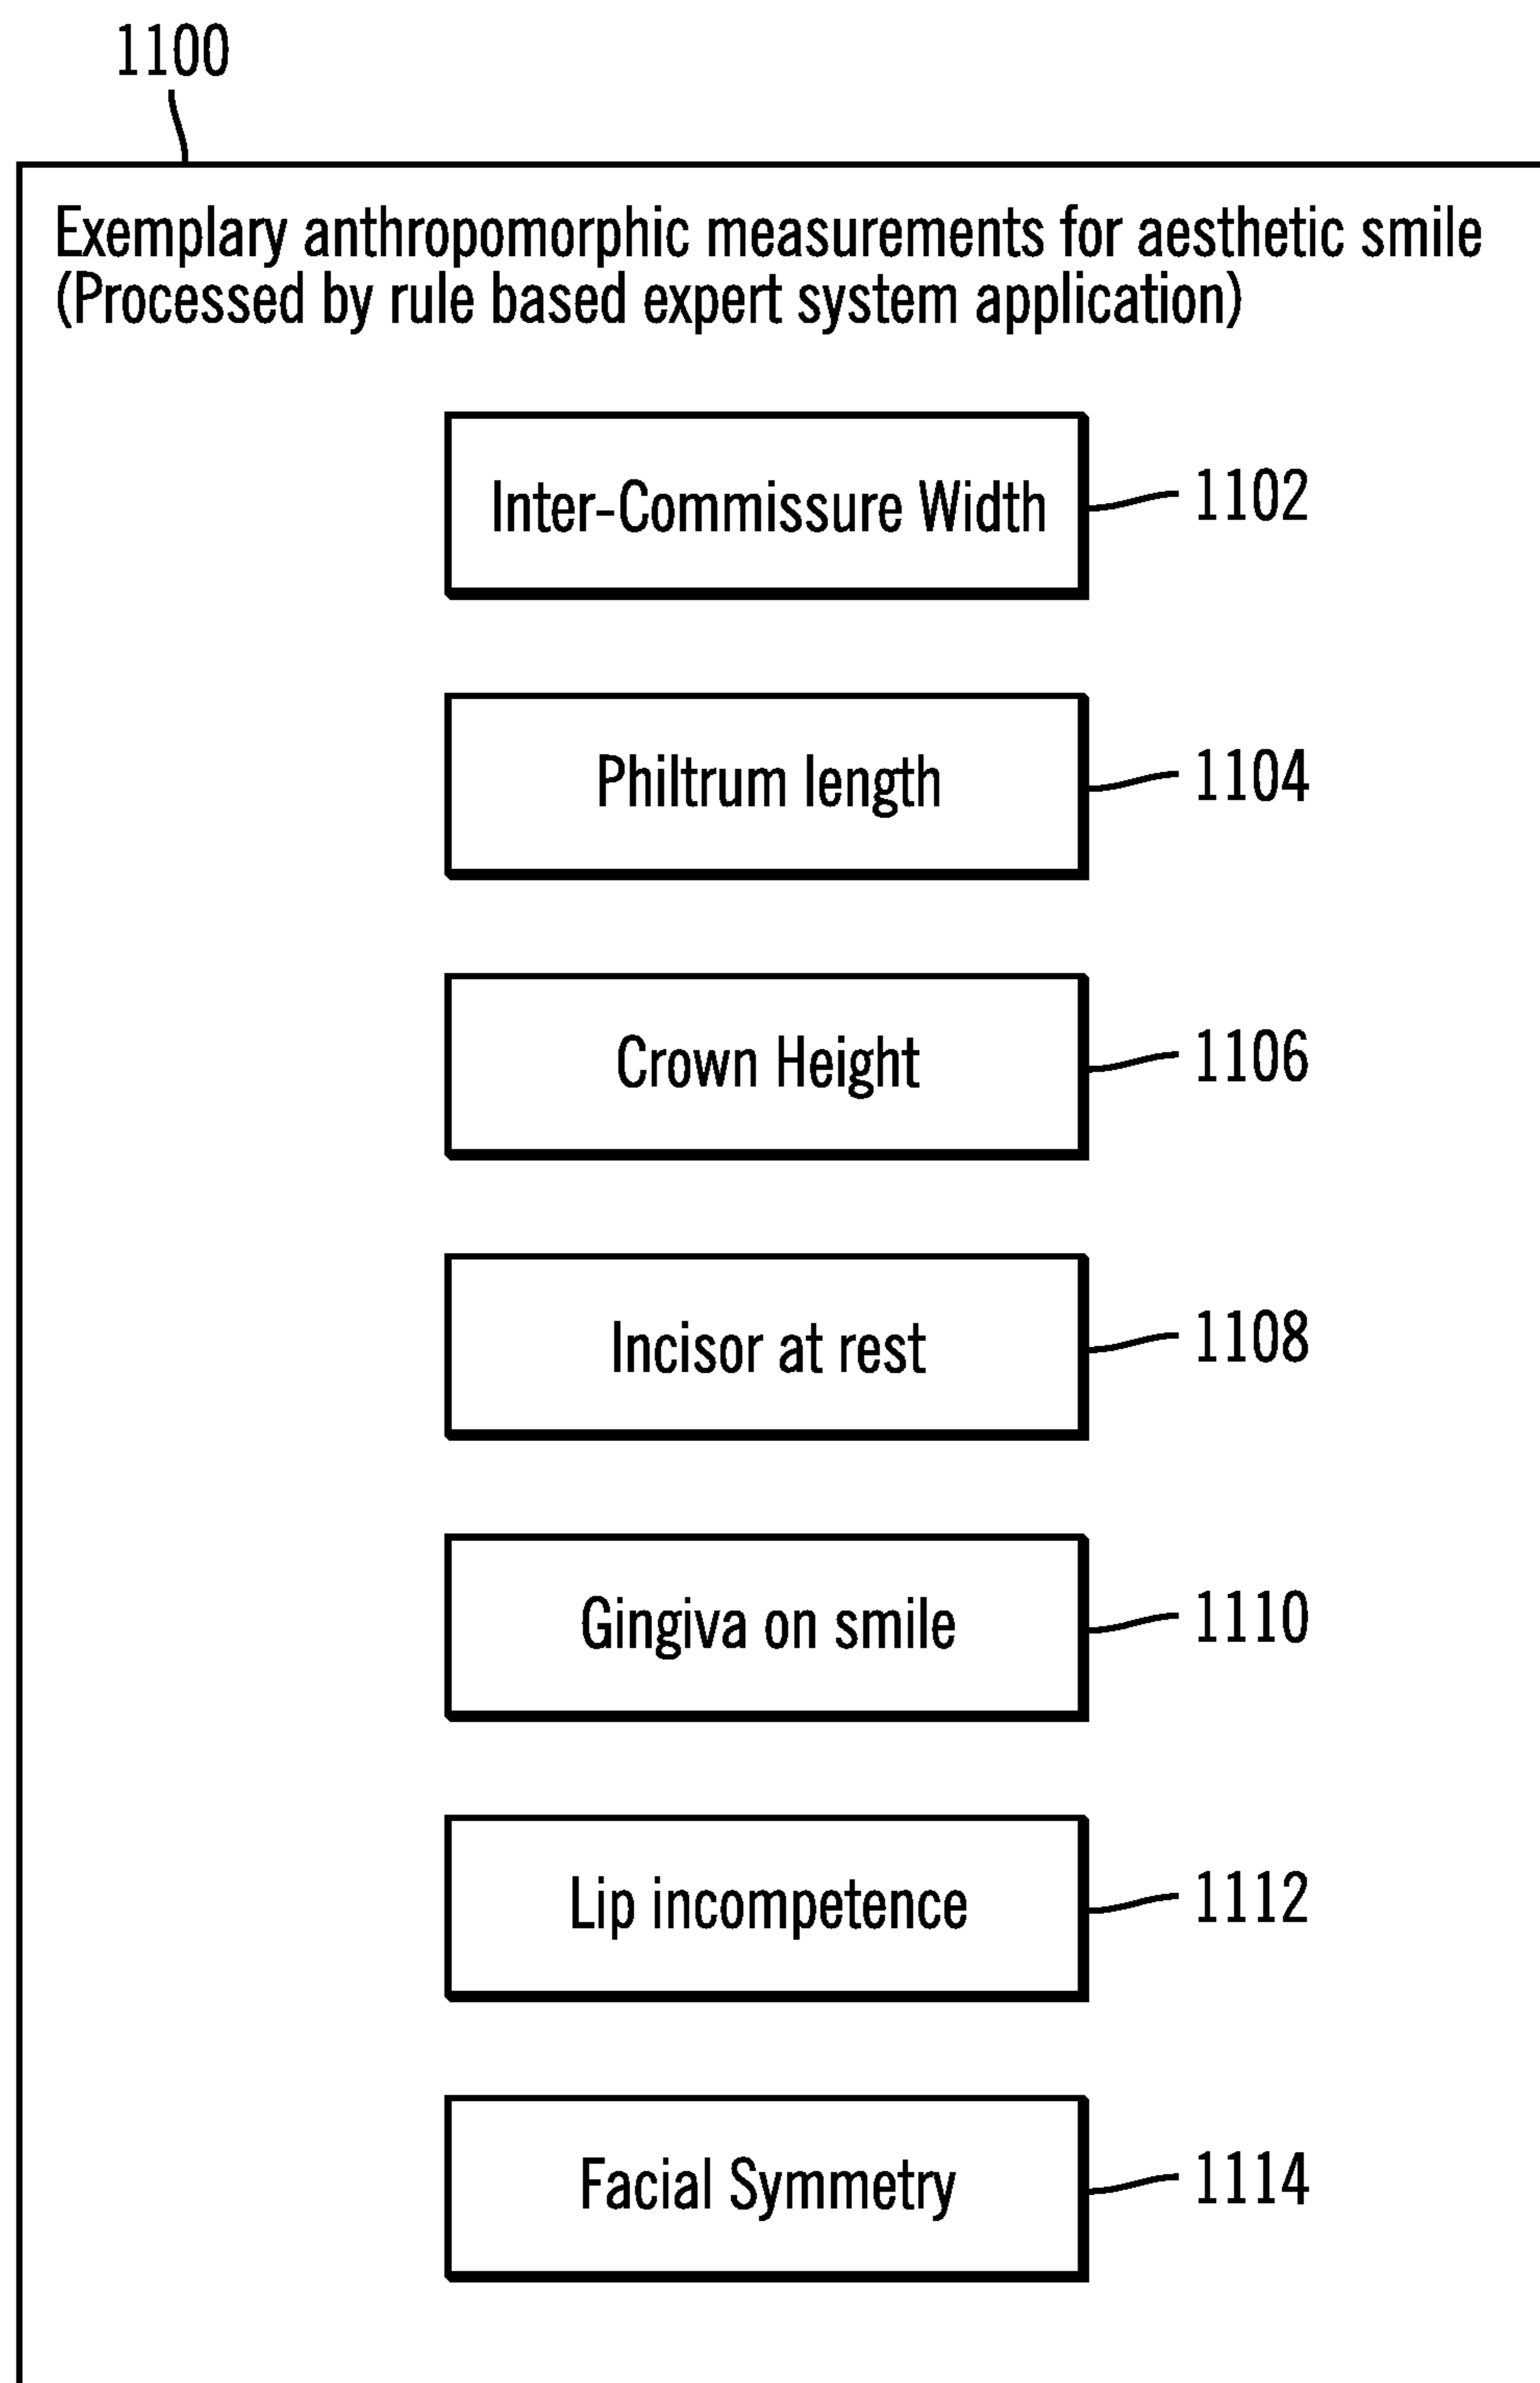 1100
Exemplary anthropomorphic measurements for aesthetic smile
(Processed by rule based expert system application)
Inter-Commissure Width
1102
Philtrum length
1104
Crown Height
1106
Incisor at rest
1108
Gingiva on smile
1110
Lip incompetence
1112
Facial Symmetry
1114